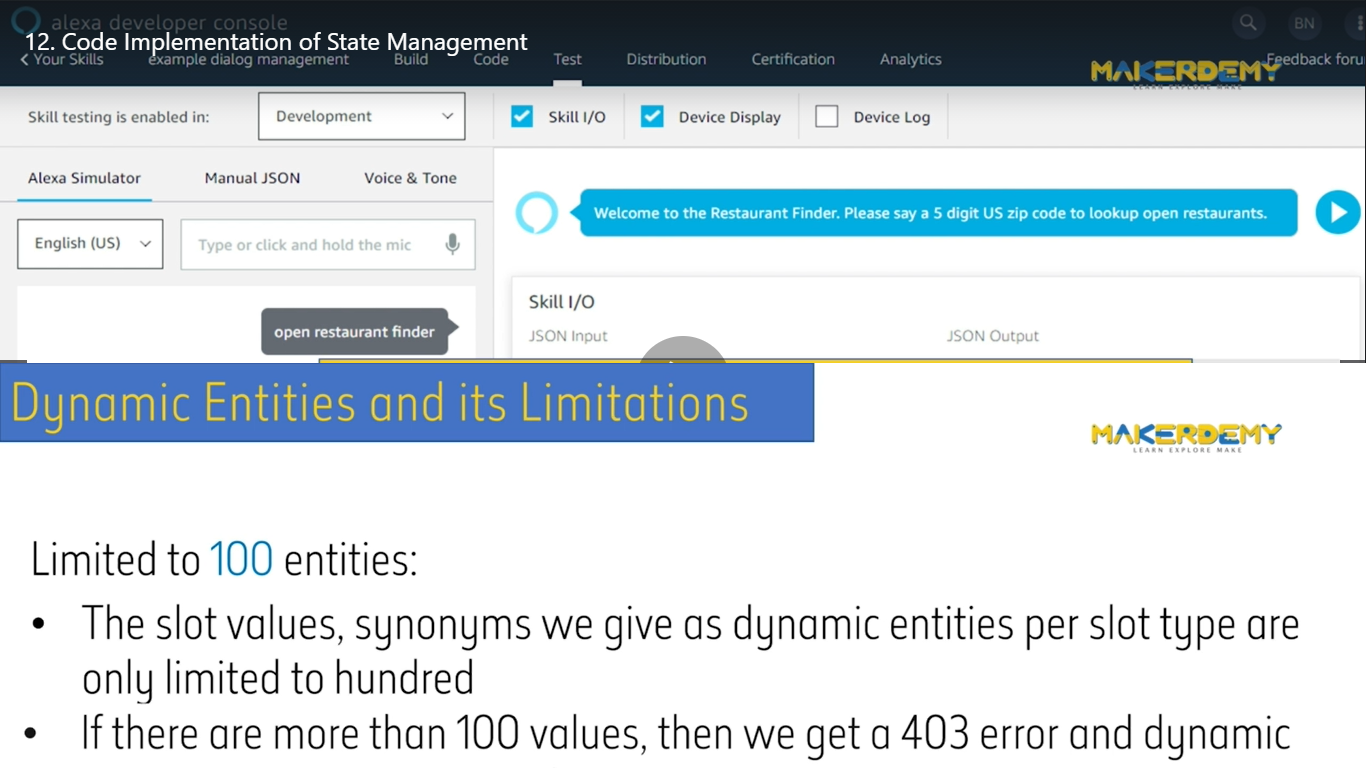 alexa developer console
BN
12. Code Implementation of State Management
Your Skills example dialog management Build Code Test Distribution Certification Analytics Feedback foru
MAKERDEMY
LEARN EXPLORE MAKE
Skill testing is enabled in: Development Skill I/O Device Display Device Log
Alexa Simulator Manual JSON Voice & Tone
Welcome to the Restaurant Finder. Please say a 5 digit US zip code to lookup open restaurants.
English (US) Type or click and hold the mic
Skill I/O
open restaurant finder
JSON Input JSON Output
Dynamic Entities and its Limitations
MAKERDEMY
LEARN EXPLORE MAKE
Limited to 100 entities:
• The slot values, synonyms we give as dynamic entities per slot type are
only limited to hundred
• If there are more than 100 values, then we get a 403 error and dynamic